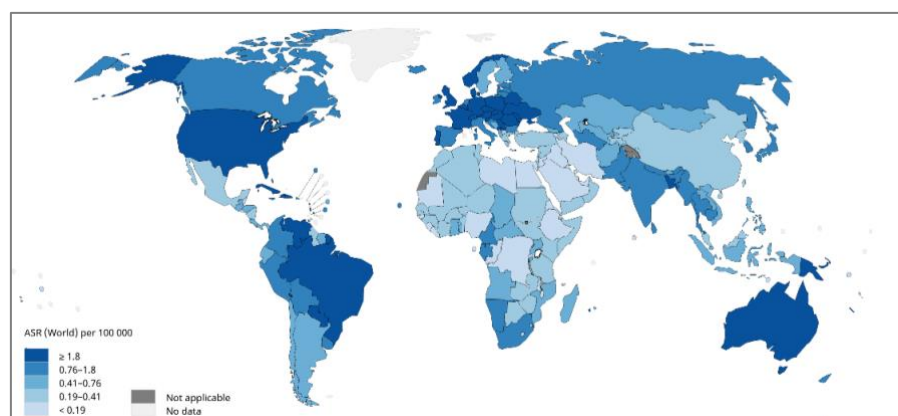 ASR (World) per 100 000
≥ 1.8
0.76–1.8
0.41–0.76
0.19–0.41
< 0.19
Not applicable
No data